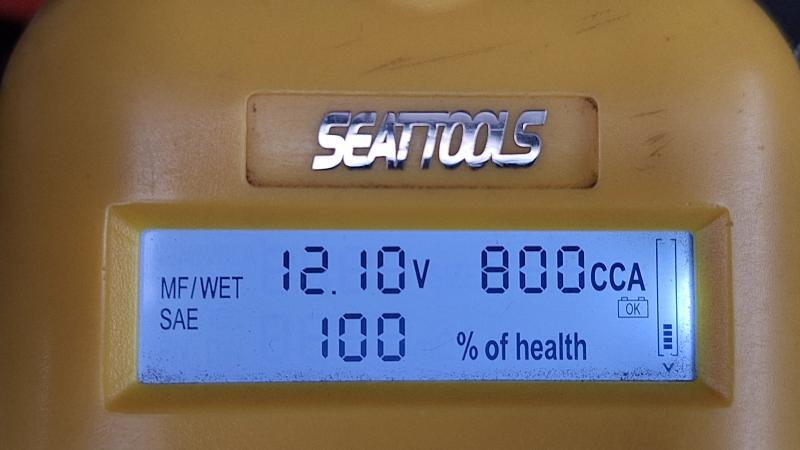 SEATTOOLS
MF/WET 12.10V 800CCA
SAE OK
100 % of health
V